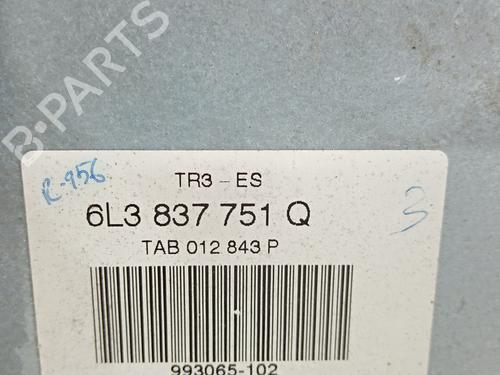 B-PARTS
R-956
TR3 - ES
6L3 837 751 Q
3
TAB 012 843 P
993065-102